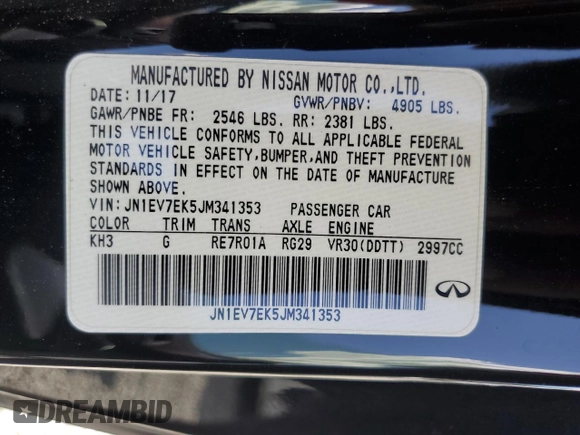 MANUFACTURED BY NISSAN MOTOR CO.,LTD.
DATE: 11/17 GVWR/PNBV: 4905 LBS.
GAWR/PNBE FR: 2546 LBS. RR: 2381 LBS.
THIS VEHICLE CONFORMS TO ALL APPLICABLE FEDERAL
MOTOR VEHICLE SAFETY,BUMPER,AND THEFT PREVENTION
STANDARDS IN EFFECT ON THE DATE OF MANUFACTURE
SHOWN ABOVE.
VIN: JN1EV7EK5JM341353 PASSENGER CAR
COLOR TRIM TRANS AXLE ENGINE
KH3 G RE7R01A RG29 VR30(DDTT) 2997CC
JN1EV7EK5JM341353
DREAMBID